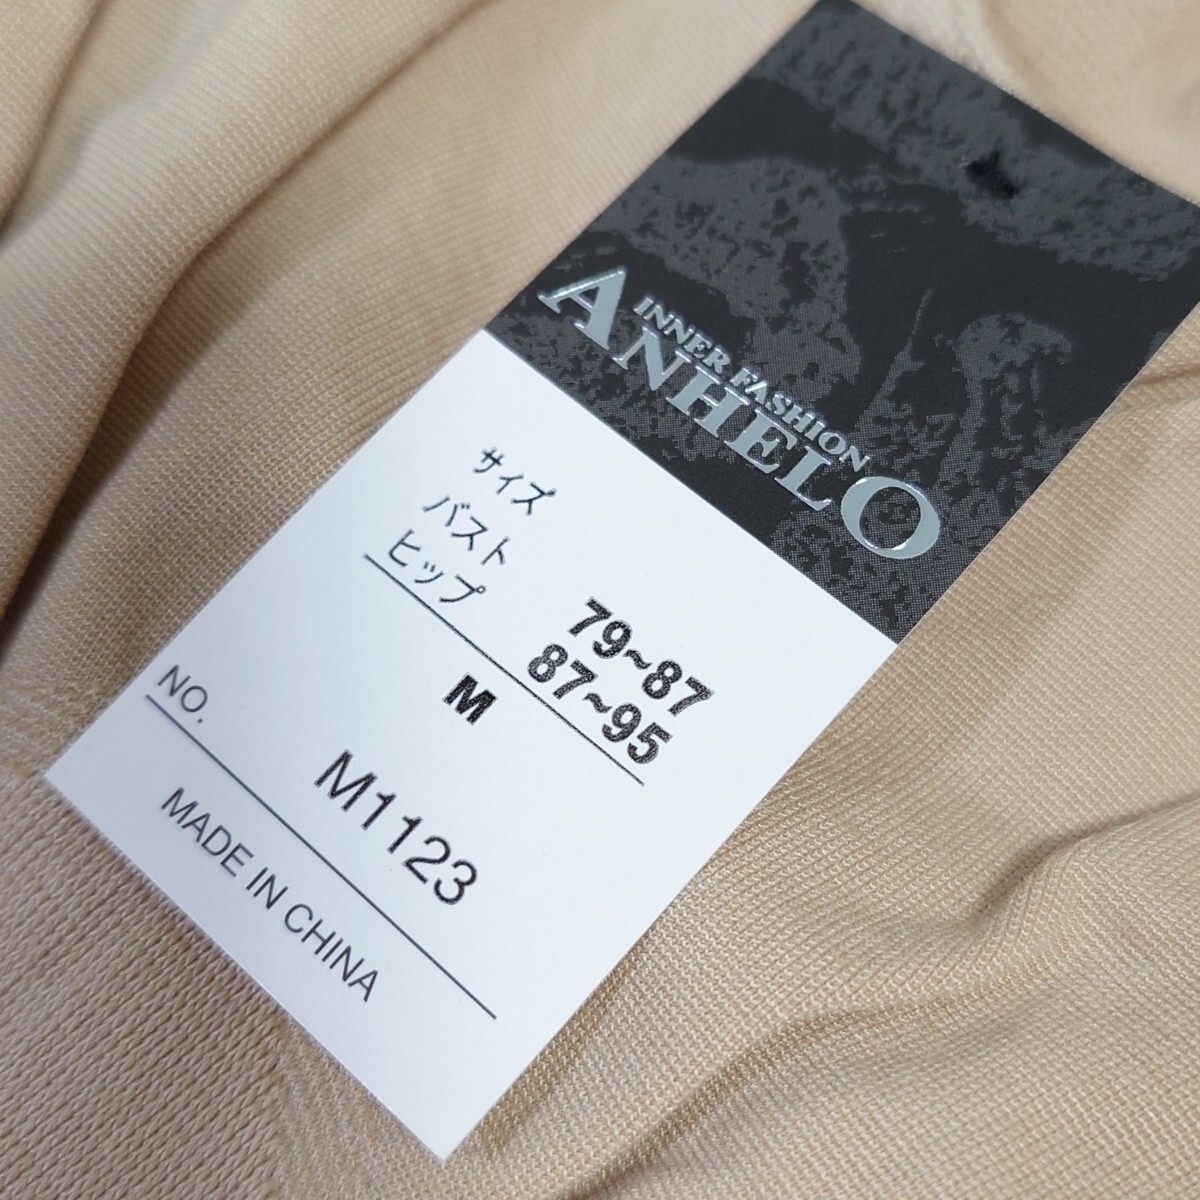 INNER FASHION
ANHELO
サイズ
バスト 79~87
ヒップ 87~95
M
NO. M1123
MADE IN CHINA